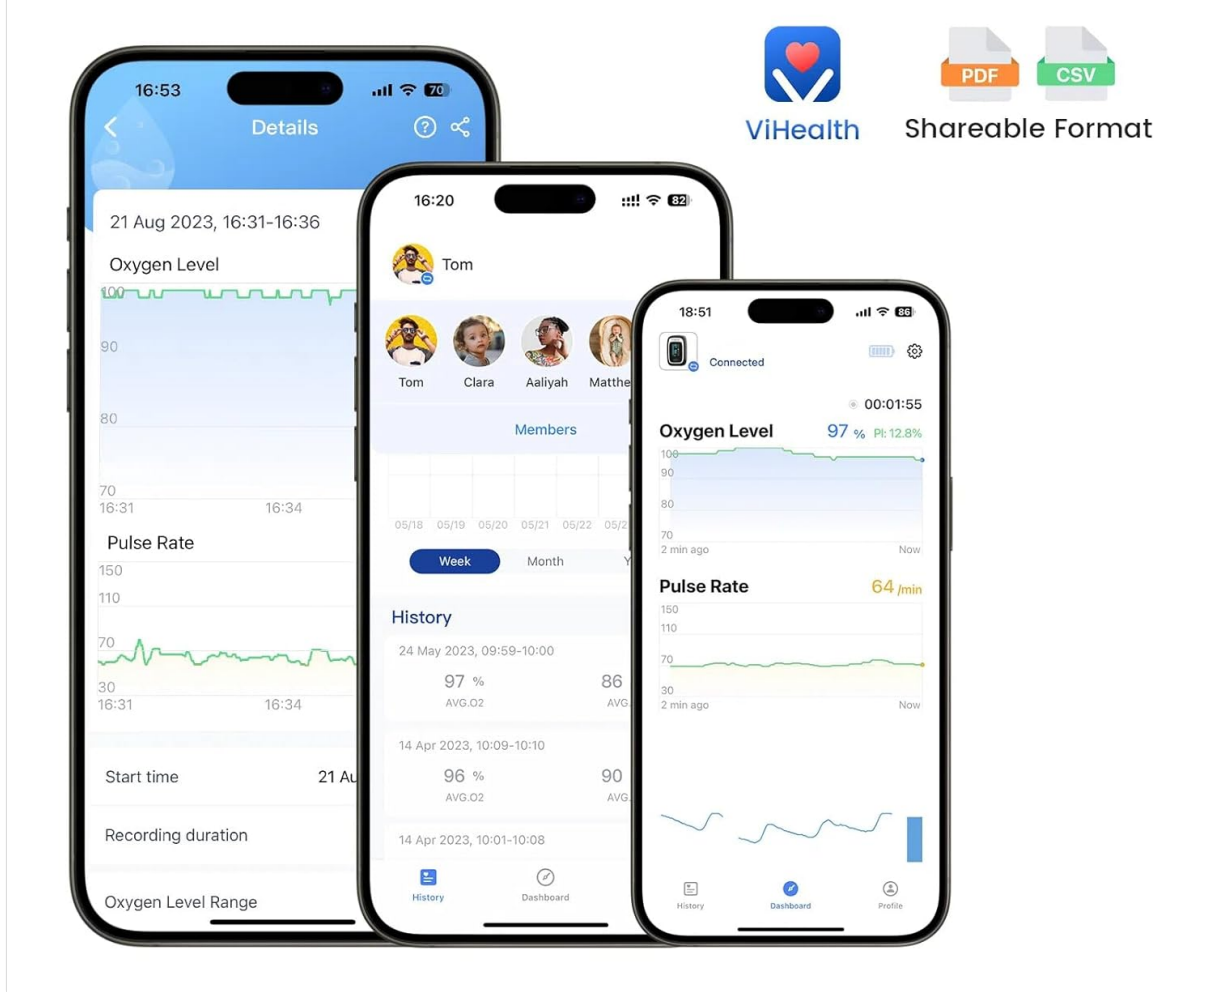 16:53
70
Details
?
21 Aug 2023, 16:31-16:36
Oxygen Level
100
90
80
70
16:31 16:34
Pulse Rate
150
110
70
30
16:31 16:34
Start time 21 Au
Recording duration
Oxygen Level Range
16:20
82
Tom
Tom Clara Aaliyah Matthe
Members
05/18 05/19 05/20 05/21 05/22 05/2
Week Month Y
History
24 May 2023, 09:59-10:00
97 % 86
AVG.O2 AVG.
14 Apr 2023, 10:09-10:10
96 % 90
AVG.O2 AVG.
14 Apr 2023, 10:01-10:08
History Dashboard
18:51
86
Connected
00:01:55
Oxygen Level 97 % PI: 12.8%
100
90
80
70
2 min ago Now
Pulse Rate 64 /min
150
110
70
30
2 min ago Now
History Dashboard Profile
ViHealth
PDF CSV
Shareable Format